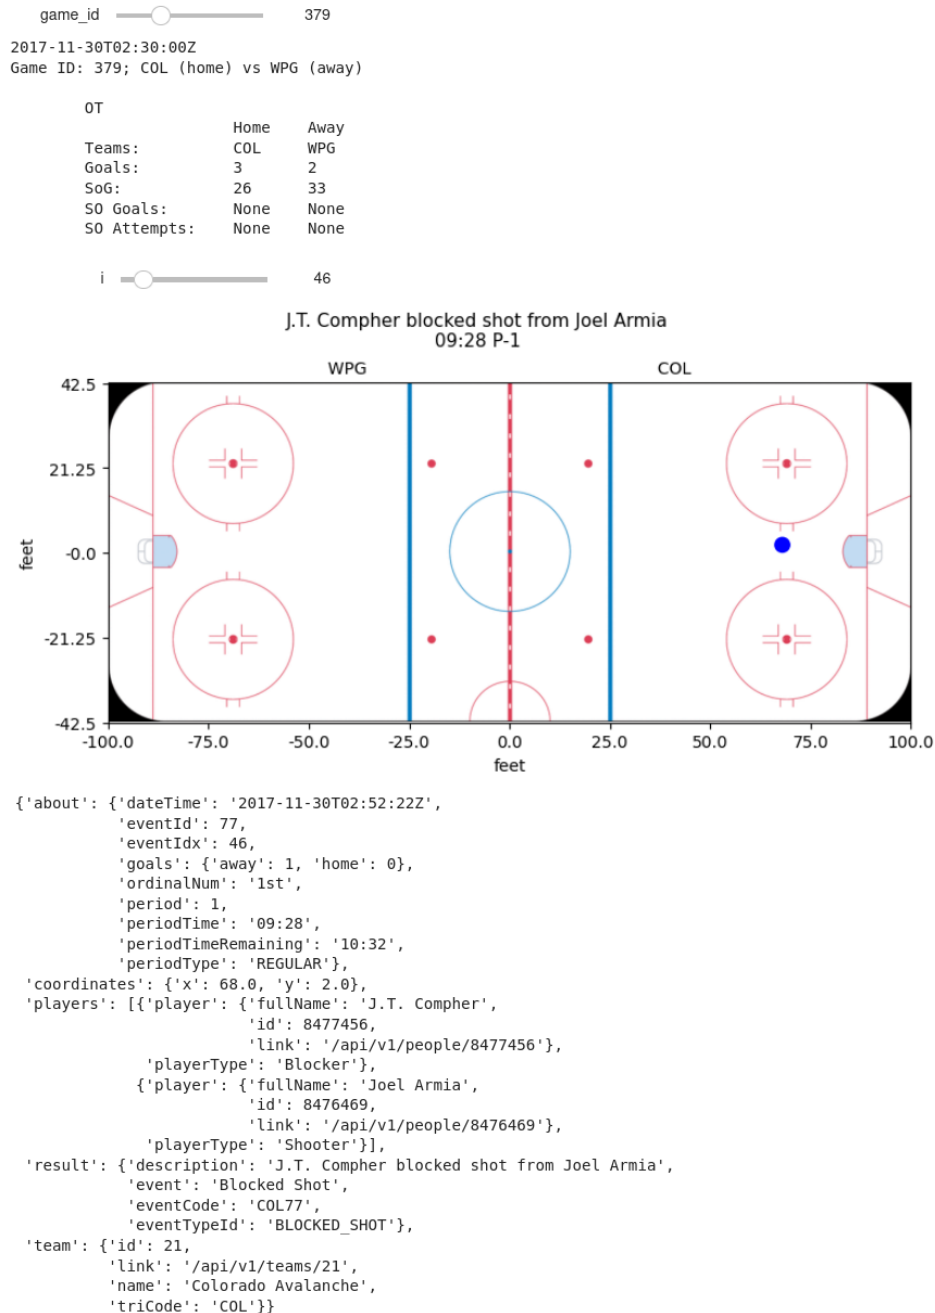 game_id 379
2017-11-30T02:30:00Z
Game ID: 379; COL (home) vs WPG (away)
OT
Home Away
Teams: COL WPG
Goals: 3 2
SoG: 26 33
SO Goals: None None
SO Attempts: None None
i 46
J.T. Compher blocked shot from Joel Armia
09:28 P-1
WPG COL
42.5
21.25
-0.0
-21.25
-42.5
feet
-100.0 -75.0 -50.0 -25.0 0.0 25.0 50.0 75.0 100.0
feet
{'about': {'dateTime': '2017-11-30T02:52:22Z',
'eventId': 77,
'eventIdx': 46,
'goals': {'away': 1, 'home': 0},
'ordinalNum': '1st',
'period': 1,
'periodTime': '09:28',
'periodTimeRemaining': '10:32',
'periodType': 'REGULAR'},
'coordinates': {'x': 68.0, 'y': 2.0},
'players': [{'player': {'fullName': 'J.T. Compher',
'id': 8477456,
'link': '/api/v1/people/8477456'},
'playerType': 'Blocker'},
{'player': {'fullName': 'Joel Armia',
'id': 8476469,
'link': '/api/v1/people/8476469'},
'playerType': 'Shooter'}],
'result': {'description': 'J.T. Compher blocked shot from Joel Armia',
'event': 'Blocked Shot',
'eventCode': 'COL77',
'eventTypeId': 'BLOCKED_SHOT'},
'team': {'id': 21,
'link': '/api/v1/teams/21',
'name': 'Colorado Avalanche',
'triCode': 'COL'}}